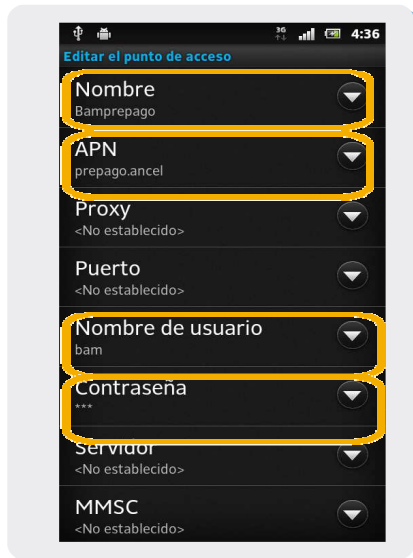 3G
4:36
Editar el punto de acceso
Nombre
Bamprepago
APN
prepago.ancel
Proxy
<No establecido>
Puerto
<No establecido>
Nombre de usuario
bam
Contraseña
***
Servidor
<No establecido>
MMSC
<No establecido>